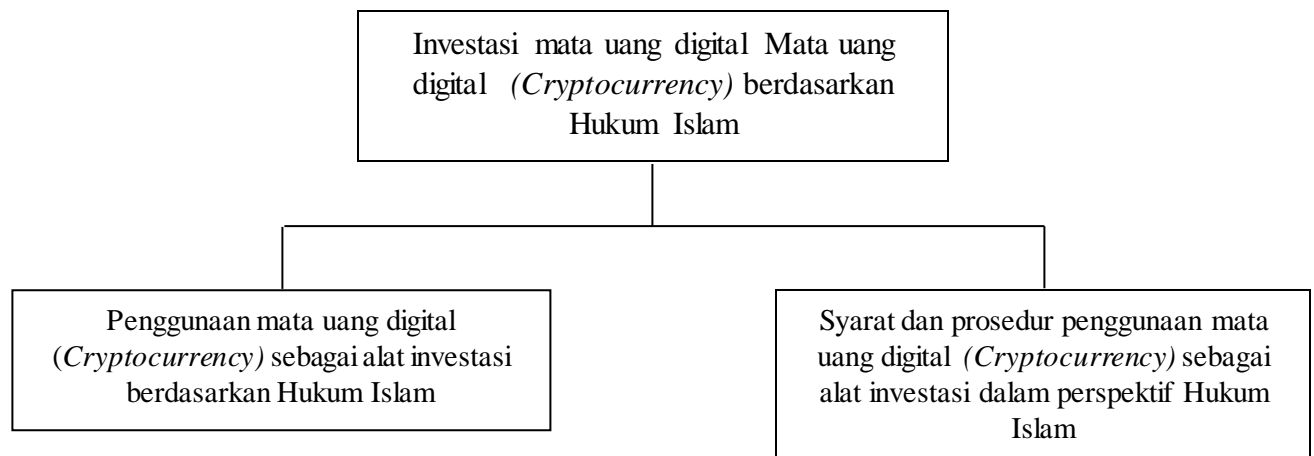 Investasi mata uang digital Mata uang
digital (Cryptocurrency) berdasarkan
Hukum Islam
Penggunaan mata uang digital
(Cryptocurrency) sebagai alat investasi
berdasarkan Hukum Islam
Syarat dan prosedur penggunaan mata
uang digital (Cryptocurrency) sebagai
alat investasi dalam perspektif Hukum
Islam